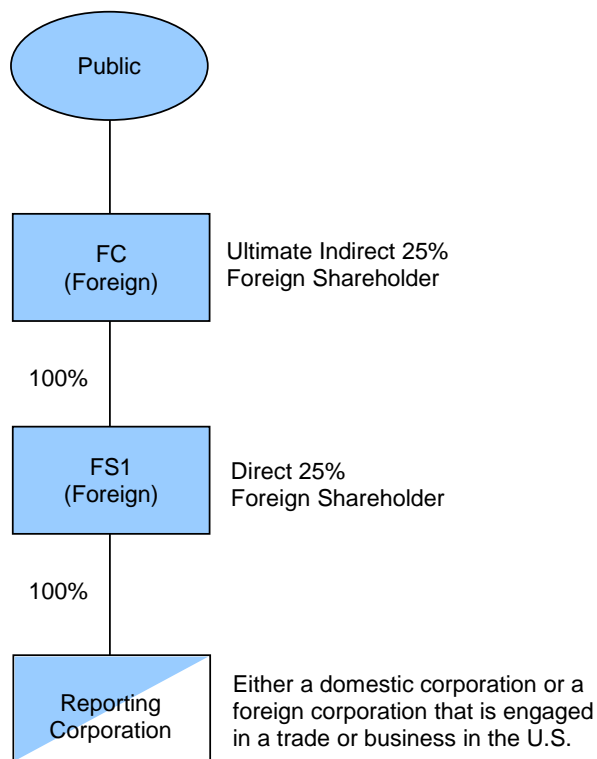 Public
FC
(Foreign)
Ultimate Indirect 25%
Foreign Shareholder
100%
FS1
(Foreign)
Direct 25%
Foreign Shareholder
100%
Reporting
Corporation
Either a domestic corporation or a
foreign corporation that is engaged
in a trade or business in the U.S.